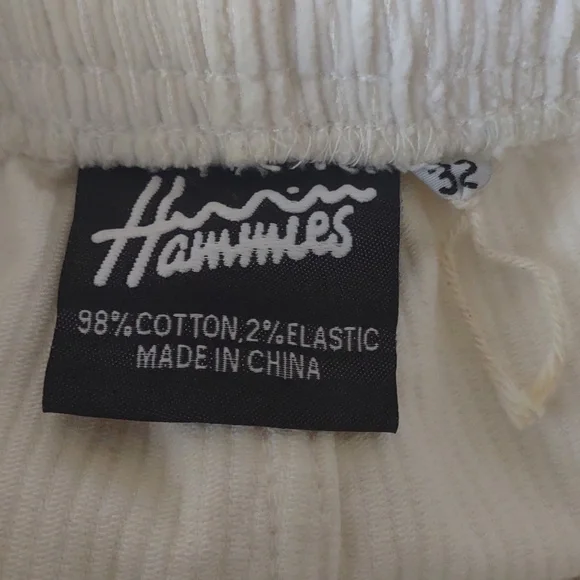 Hammies
32
98% COTTON, 2% ELASTIC
MADE IN CHINA